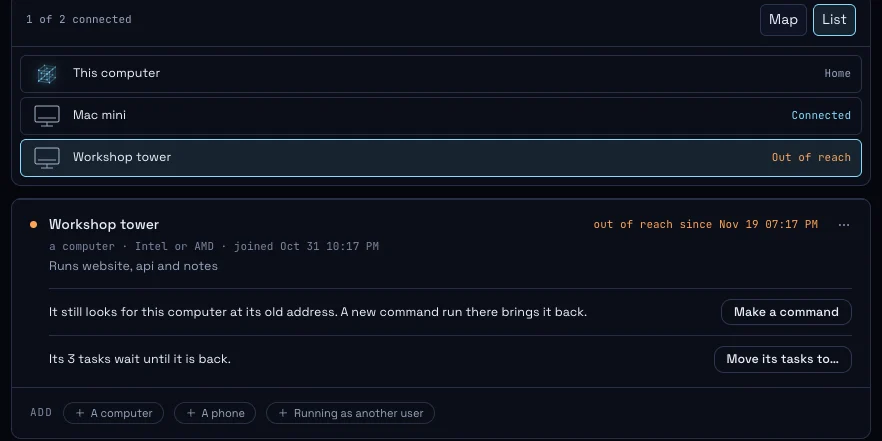 1 of 2 connected
Map
List
This computer
Home
Mac mini
Connected
Workshop tower
Out of reach
Workshop tower
out of reach since Nov 19 07:17 PM
...
a computer · Intel or AMD · joined Oct 31 10:17 PM
Runs website, api and notes
It still looks for this computer at its old address. A new command run there brings it back.
Make a command
Its 3 tasks wait until it is back.
Move its tasks to...
ADD
+ A computer
+ A phone
+ Running as another user